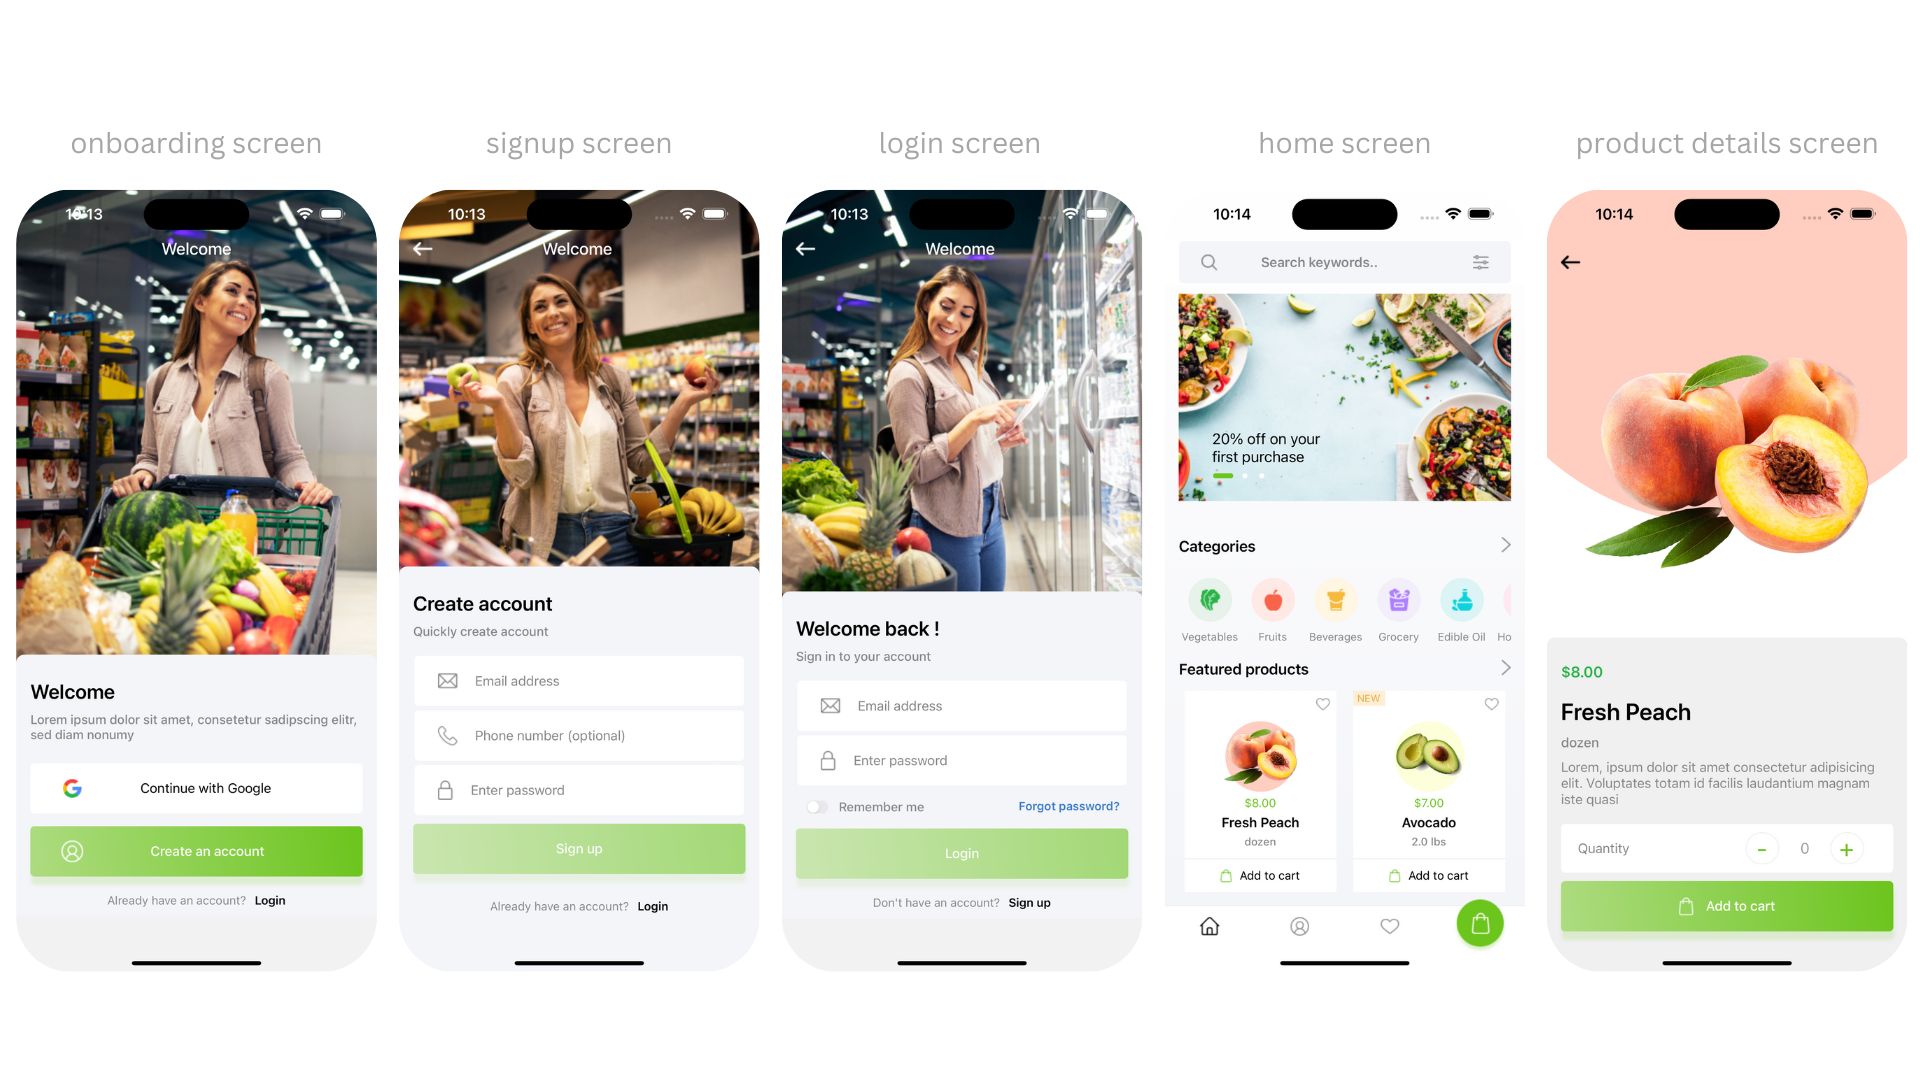 onboarding screen
10:13
Welcome
Welcome
Lorem ipsum dolor sit amet, consetetur sadipscing elitr,
sed diam nonumy
Continue with Google
Create an account
Already have an account? Login
signup screen
10:13
Welcome
Create account
Quickly create account
Email address
Phone number (optional)
Enter password
Sign up
Already have an account? Login
login screen
10:13
Welcome
Welcome back !
Sign in to your account
Email address
Enter password
Remember me Forgot password?
Login
Don't have an account? Sign up
home screen
10:14
Search keywords..
20% off on your
first purchase
Categories
Vegetables Fruits Beverages Grocery Edible Oil Ho
Featured products
$8.00
Fresh Peach
dozen
Add to cart
NEW
$7.00
Avocado
2.0 lbs
Add to cart
product details screen
10:14
$8.00
Fresh Peach
dozen
Lorem, ipsum dolor sit amet consectetur adipisicing
elit. Voluptates totam id facilis laudantium magnam
iste quasi
Quantity - 0 +
Add to cart